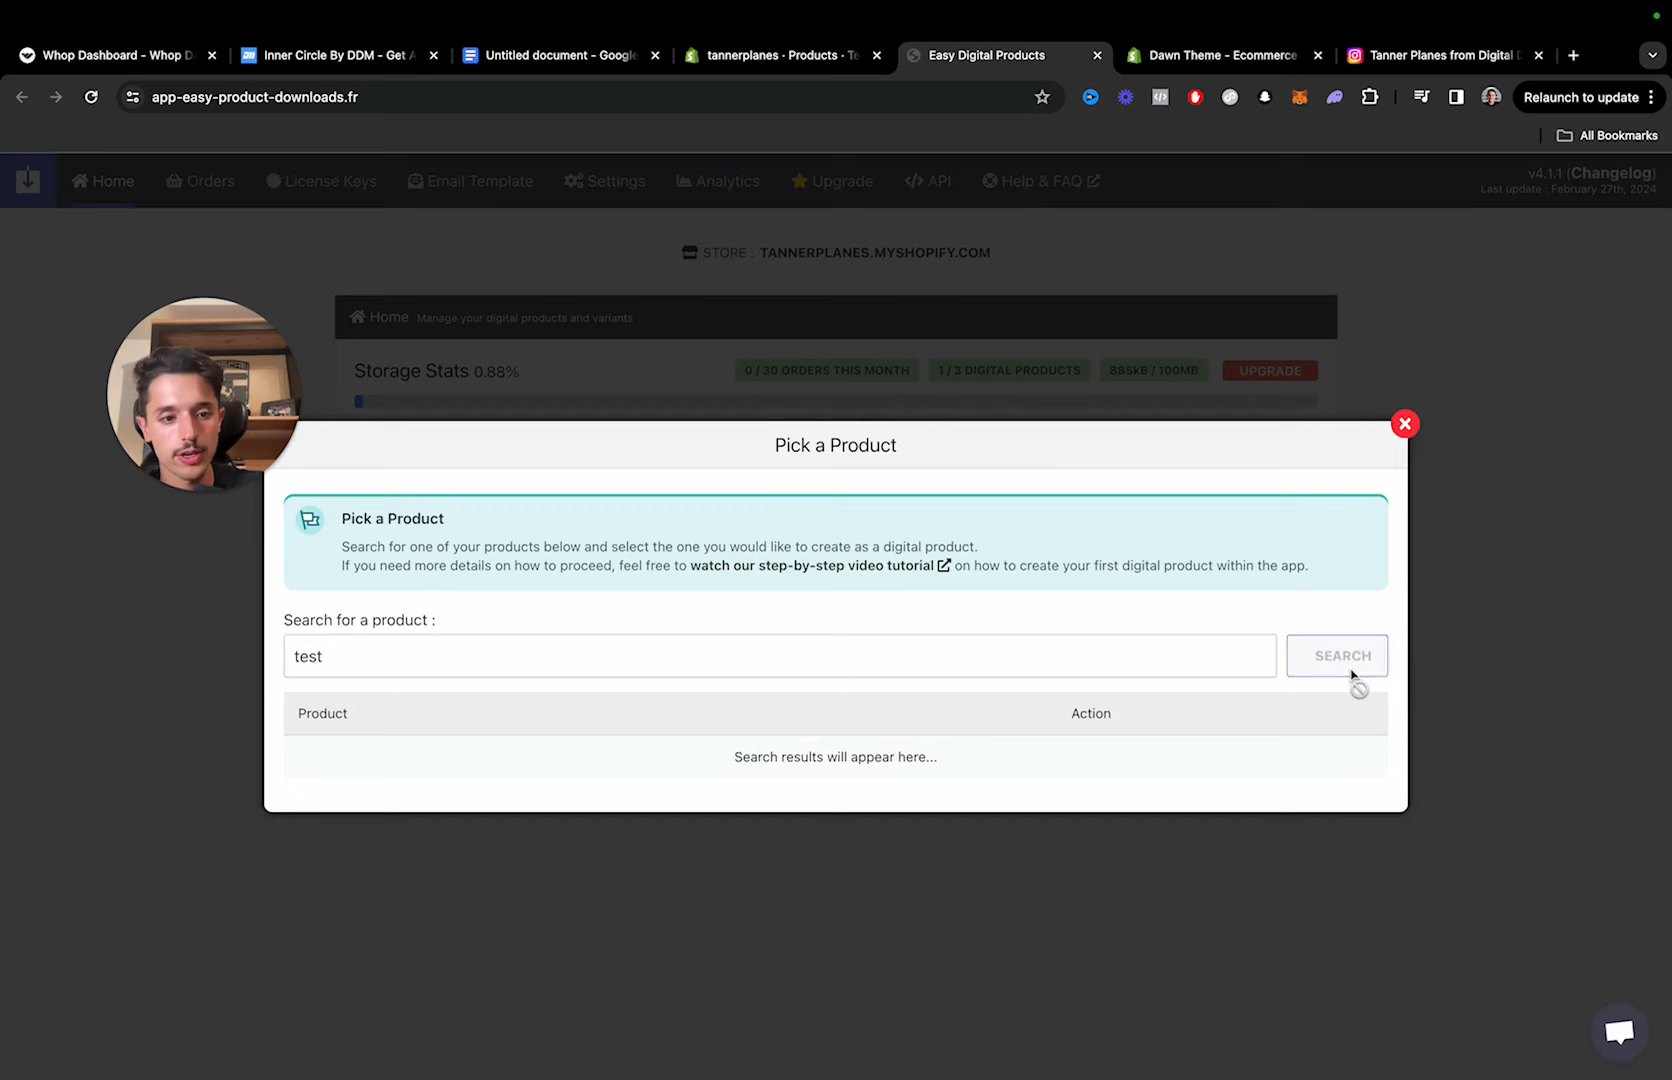 Whop Dashboard - Whop D
Inner Circle By DDM - Get A
Untitled document - Google
tannerplanes · Products · Te
Easy Digital Products
Dawn Theme - Ecommerce
Tanner Planes from Digital D
app-easy-product-downloads.fr
Relaunch to update
All Bookmarks
Home
Orders
License Keys
Email Template
Settings
Analytics
Upgrade
API
Help & FAQ
v4.1.1 (Changelog)
Last update : February 27th, 2024
STORE : TANNERPLANES.MYSHOPIFY.COM
Home Manage your digital products and variants
Storage Stats 0.88%
0 / 30 ORDERS THIS MONTH
1 / 3 DIGITAL PRODUCTS
885kB / 100MB
UPGRADE
Pick a Product
Pick a Product
Search for one of your products below and select the one you would like to create as a digital product.
If you need more details on how to proceed, feel free to watch our step-by-step video tutorial on how to create your first digital product within the app.
Search for a product :
test
SEARCH
Product
Action
Search results will appear here...